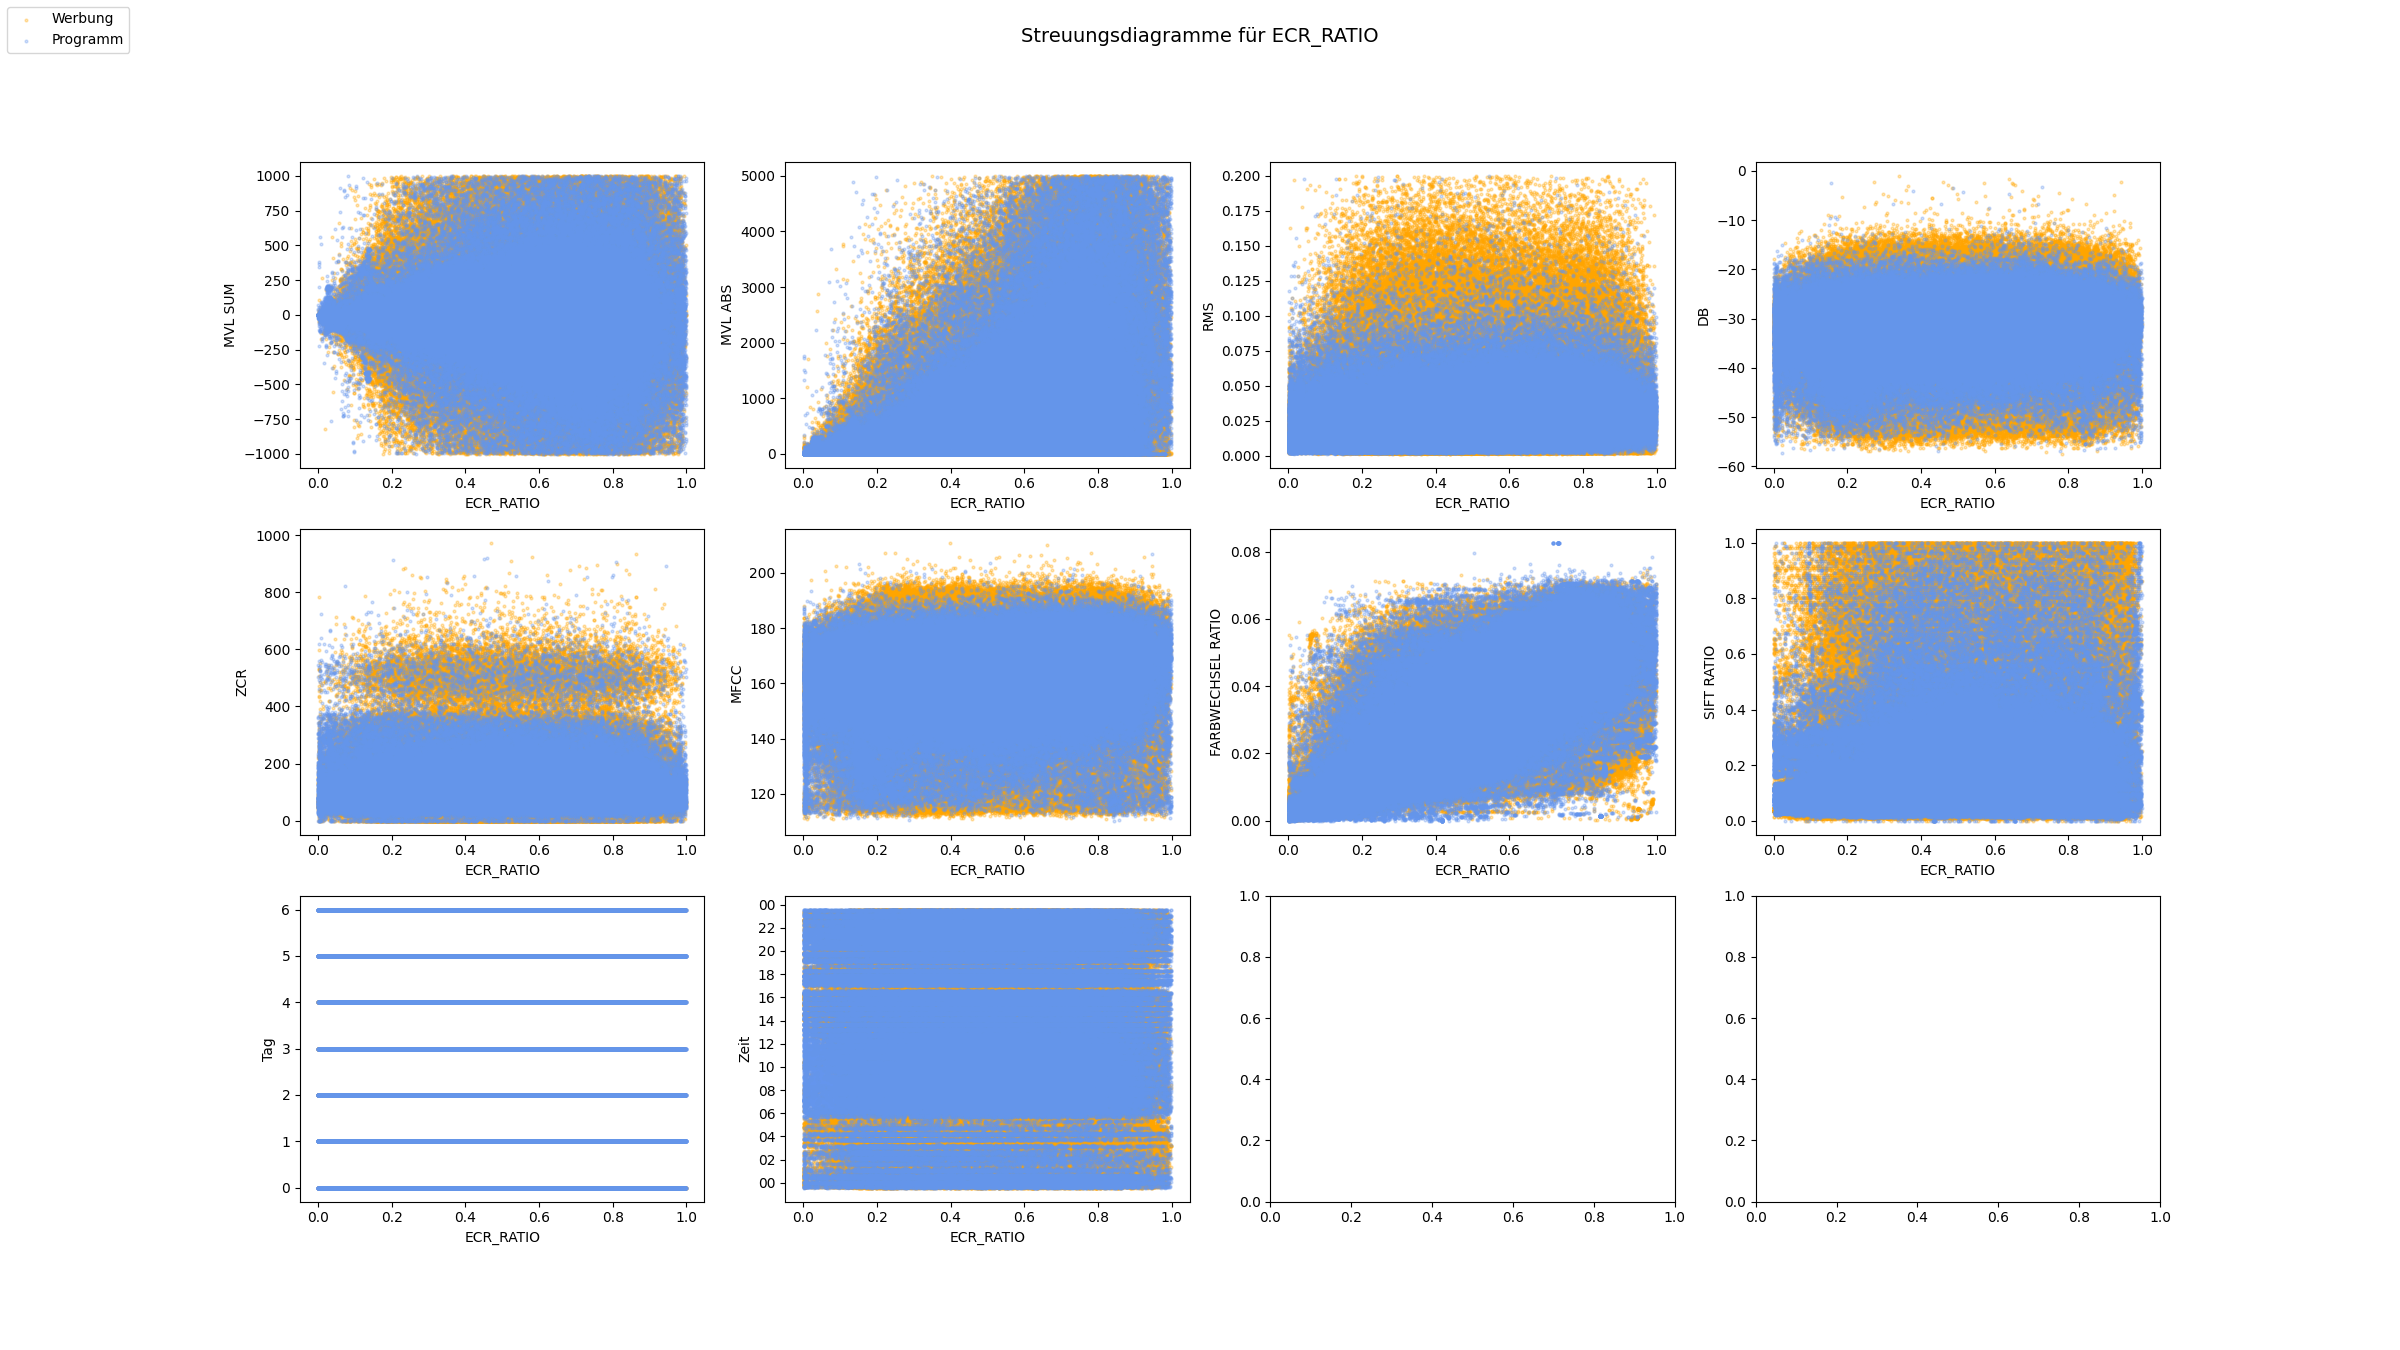 Werbung
Programm
Streuungsdiagramme für ECR_RATIO
MVL SUM
1000
750
500
250
0
−250
−500
−750
−1000
0.0 0.2 0.4 0.6 0.8 1.0
ECR_RATIO
MVL ABS
5000
4000
3000
2000
1000
0
0.0 0.2 0.4 0.6 0.8 1.0
ECR_RATIO
RMS
0.200
0.175
0.150
0.125
0.100
0.075
0.050
0.025
0.000
0.0 0.2 0.4 0.6 0.8 1.0
ECR_RATIO
DB
0
−10
−20
−30
−40
−50
−60
0.0 0.2 0.4 0.6 0.8 1.0
ECR_RATIO
ZCR
1000
800
600
400
200
0
0.0 0.2 0.4 0.6 0.8 1.0
ECR_RATIO
MFCC
200
180
160
140
120
0.0 0.2 0.4 0.6 0.8 1.0
ECR_RATIO
FARBWECHSEL RATIO
0.08
0.06
0.04
0.02
0.00
0.0 0.2 0.4 0.6 0.8 1.0
ECR_RATIO
SIFT RATIO
1.0
0.8
0.6
0.4
0.2
0.0
0.0 0.2 0.4 0.6 0.8 1.0
ECR_RATIO
Tag
6
5
4
3
2
1
0
0.0 0.2 0.4 0.6 0.8 1.0
ECR_RATIO
Zeit
00
22
20
18
16
14
12
10
08
06
04
02
00
0.0 0.2 0.4 0.6 0.8 1.0
ECR_RATIO
1.0
0.8
0.6
0.4
0.2
0.0
0.0 0.2 0.4 0.6 0.8 1.0
1.0
0.8
0.6
0.4
0.2
0.0
0.0 0.2 0.4 0.6 0.8 1.0